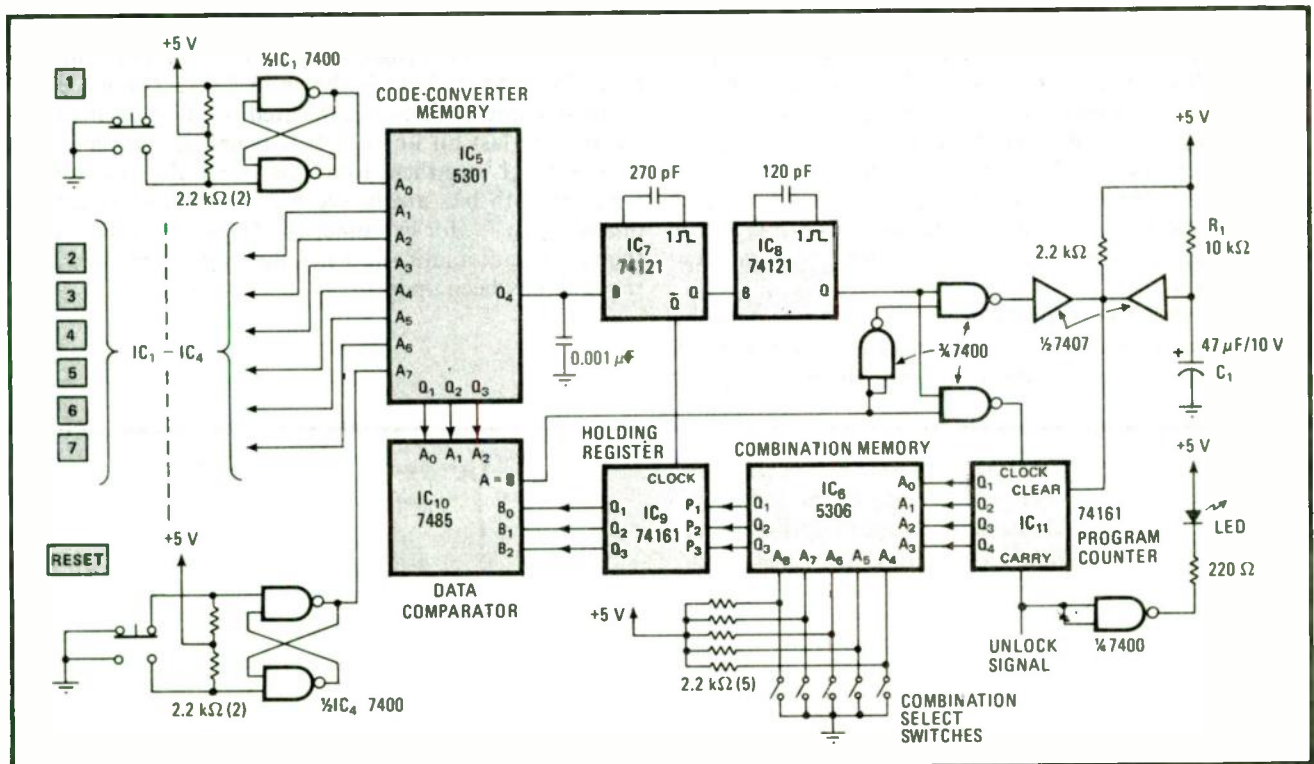 1
+5 V
½IC₁ 7400
2.2 kΩ (2)
2
3
4
5
6
7
IC₁ – IC₄
RESET
+5 V
2.2 kΩ (2)
½IC₄ 7400
CODE-CONVERTER
MEMORY
IC₅
5301
A₀
A₁
A₂
A₃
A₄
A₅
A₆
A₇
Q₄
Q₁ Q₂ Q₃
0.001 μF
A₀ A₁ A₂
A = B
IC₁₀
7485
B₀
B₁
B₂
DATA
COMPARATOR
270 pF
1
IC₇
74121
B
Q̅
Q
120 pF
1
IC₈
74121
B
Q
HOLDING
REGISTER
CLOCK
IC₉
74161
Q₁
Q₂
Q₃
P₁
P₂
P₃
COMBINATION MEMORY
IC₆
5306
Q₁
Q₂
Q₃
A₀
A₁
A₂
A₃
A₈ A₇ A₆ A₅ A₄
+5 V
2.2 kΩ (5)
COMBINATION
SELECT
SWITCHES
¾7400
2.2 kΩ
½7407
+5 V
R₁
10 kΩ
47 μF/10 V
C₁
+
CLOCK
CLEAR
Q₁
Q₂
Q₃
Q₄
IC₁₁
CARRY
74161
PROGRAM
COUNTER
UNLOCK
SIGNAL
¼7400
+5 V
LED
220 Ω